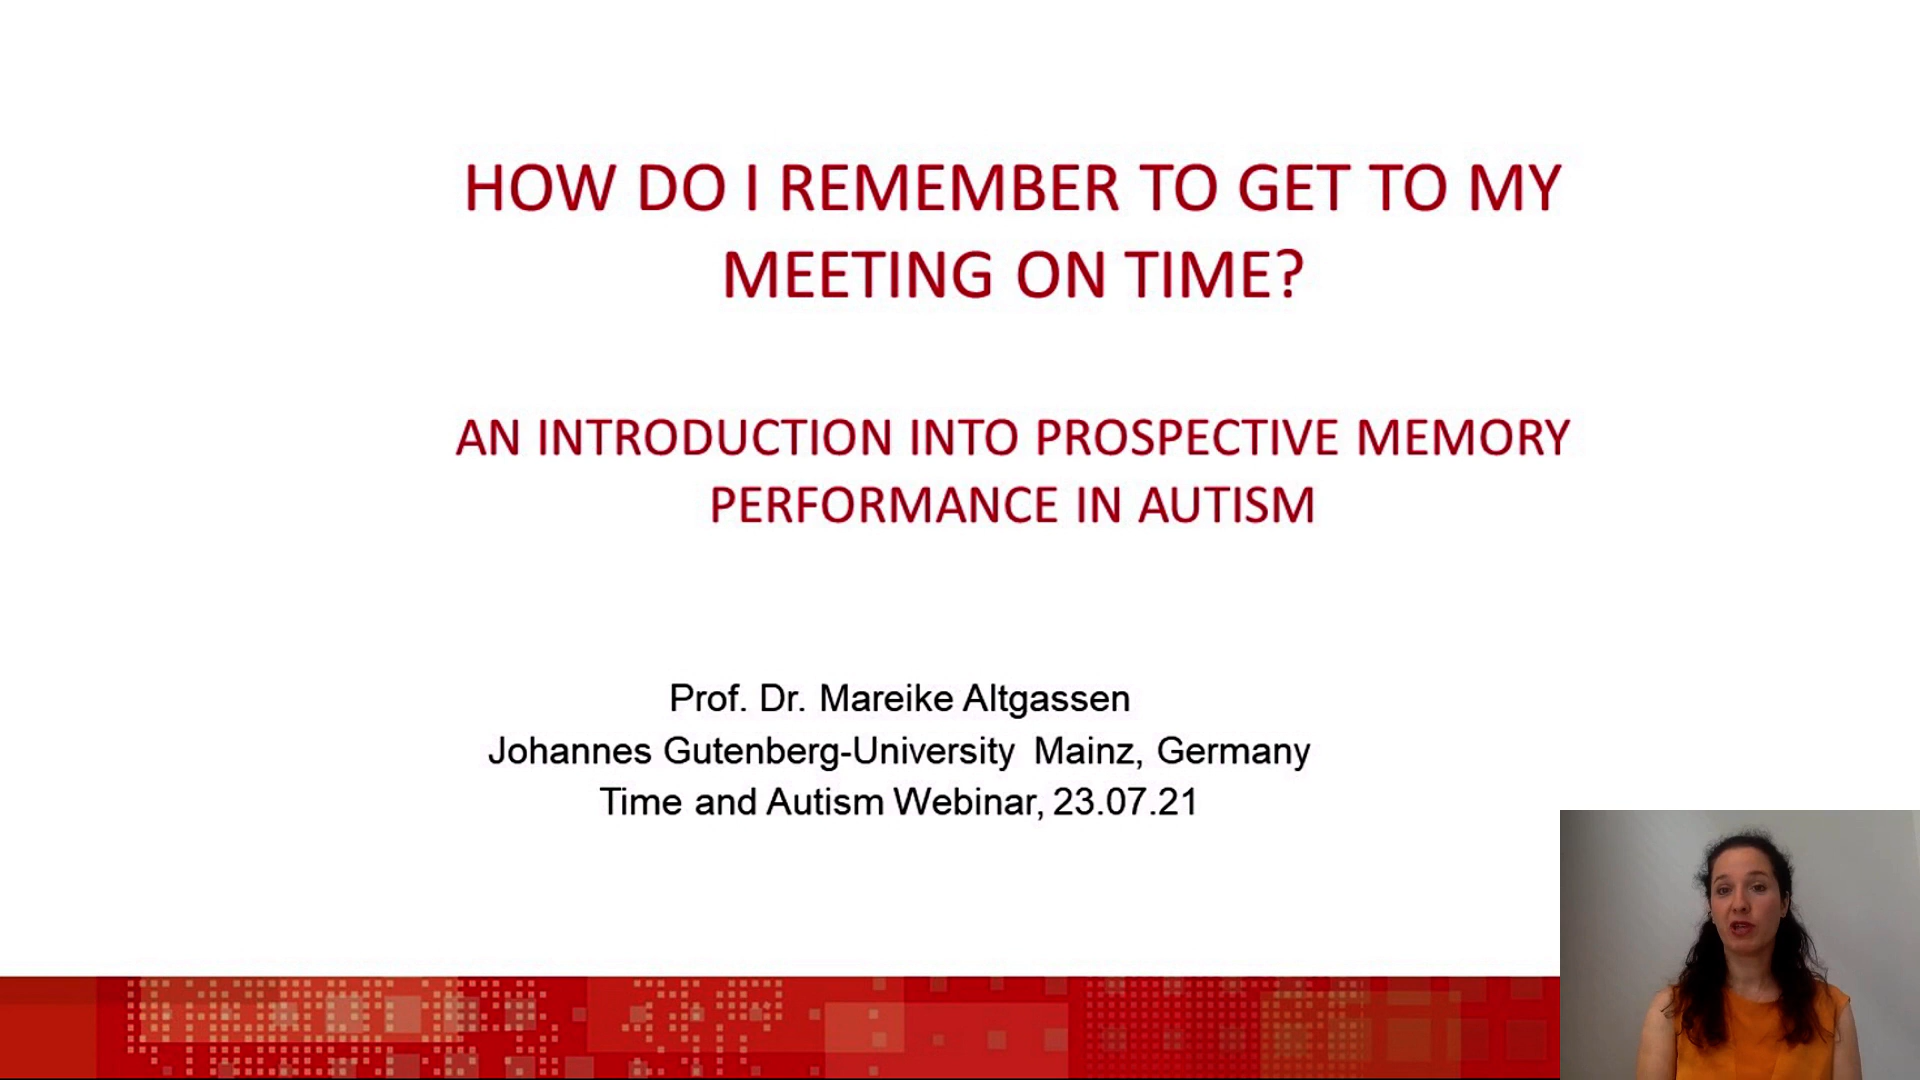 HOW DO I REMEMBER TO GET TO MY
MEETING ON TIME?
AN INTRODUCTION INTO PROSPECTIVE MEMORY
PERFORMANCE IN AUTISM
Prof. Dr. Mareike Altgassen
Johannes Gutenberg-University Mainz, Germany
Time and Autism Webinar, 23.07.21